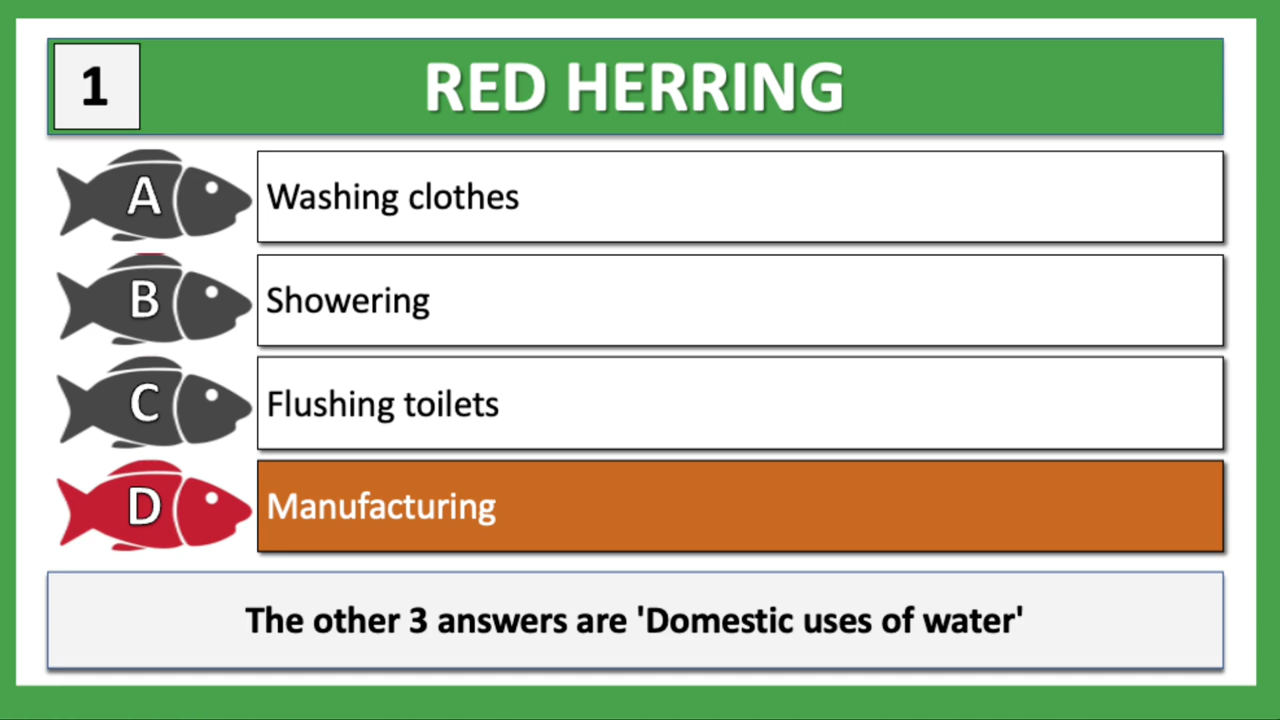 1
RED HERRING
A
Washing clothes
B
Showering
C
Flushing toilets
D
Manufacturing
The other 3 answers are 'Domestic uses of water'